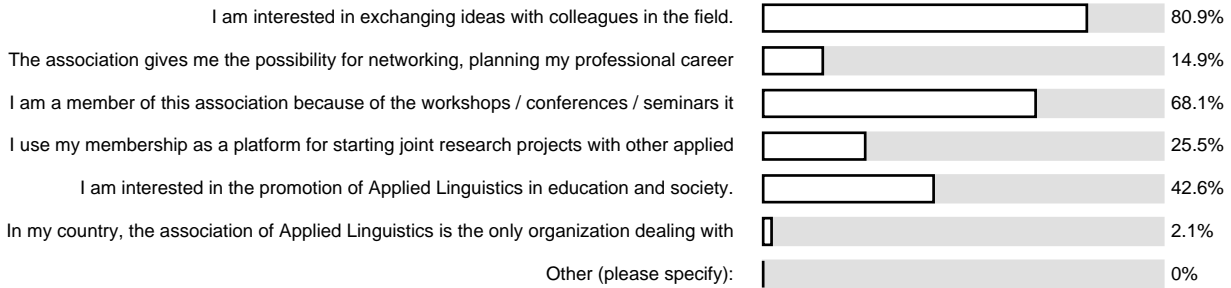 I am interested in exchanging ideas with colleagues in the field. 80.9%
The association gives me the possibility for networking, planning my professional career 14.9%
I am a member of this association because of the workshops / conferences / seminars it 68.1%
I use my membership as a platform for starting joint research projects with other applied 25.5%
I am interested in the promotion of Applied Linguistics in education and society. 42.6%
In my country, the association of Applied Linguistics is the only organization dealing with 2.1%
Other (please specify): 0%